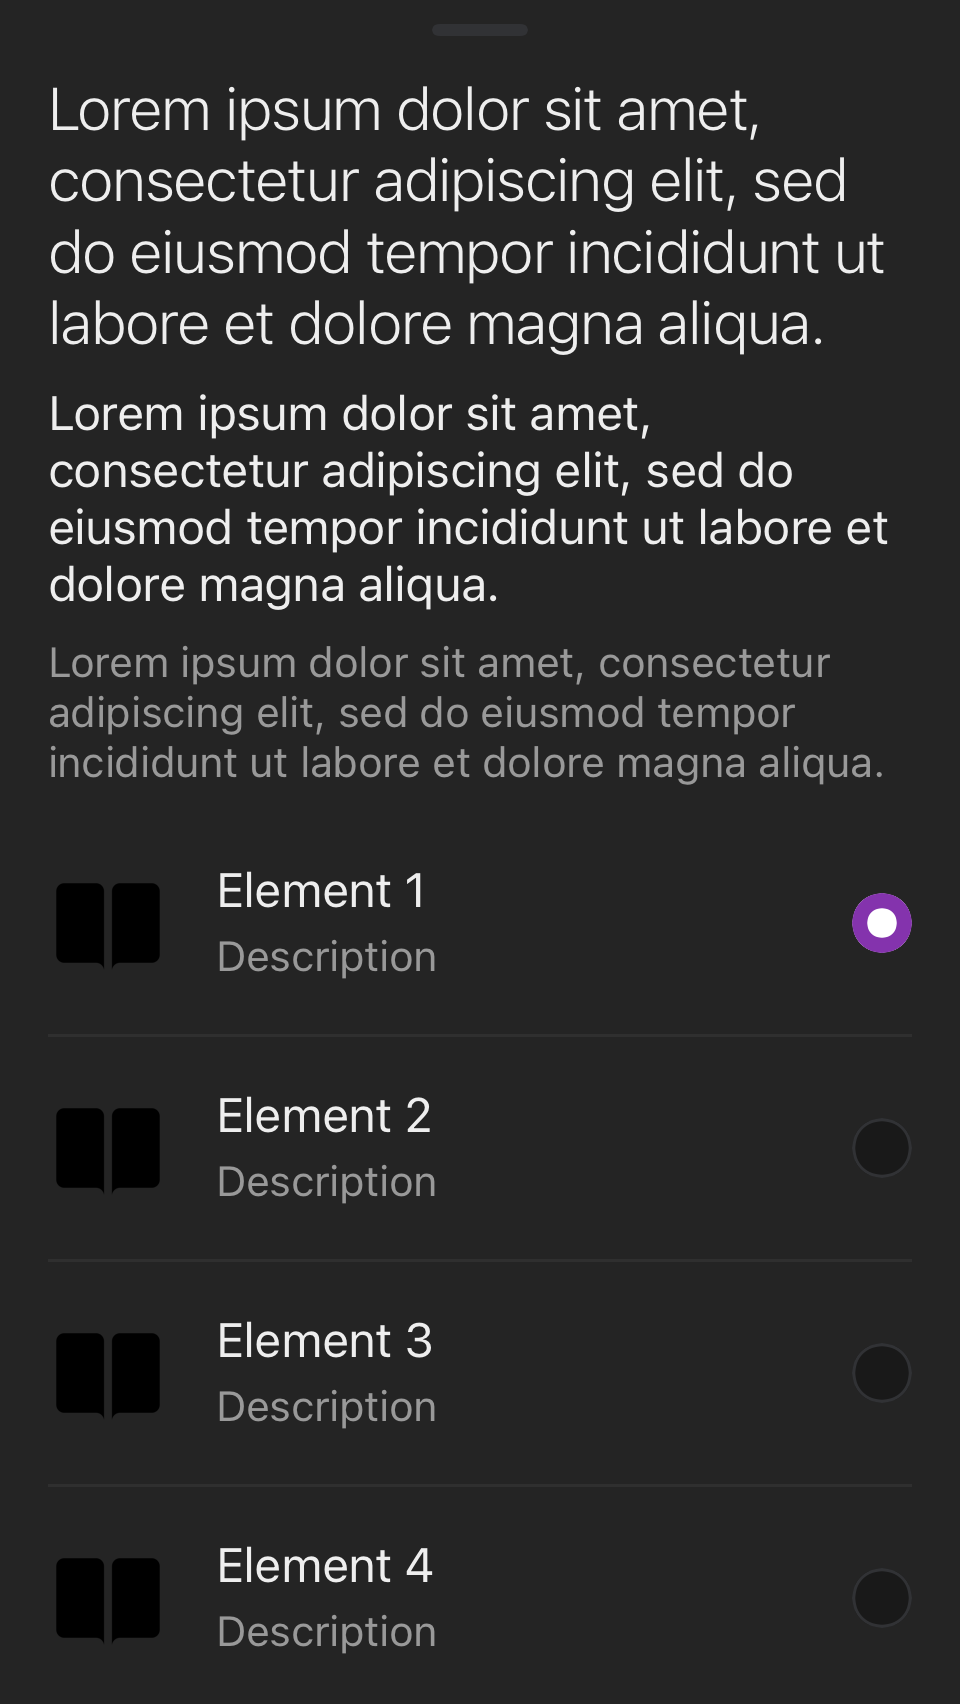 Lorem ipsum dolor sit amet,
consectetur adipiscing elit, sed
do eiusmod tempor incididunt ut
labore et dolore magna aliqua.
Lorem ipsum dolor sit amet,
consectetur adipiscing elit, sed do
eiusmod tempor incididunt ut labore et
dolore magna aliqua.
Lorem ipsum dolor sit amet, consectetur
adipiscing elit, sed do eiusmod tempor
incididunt ut labore et dolore magna aliqua.
Element 1
Description
Element 2
Description
Element 3
Description
Element 4
Description